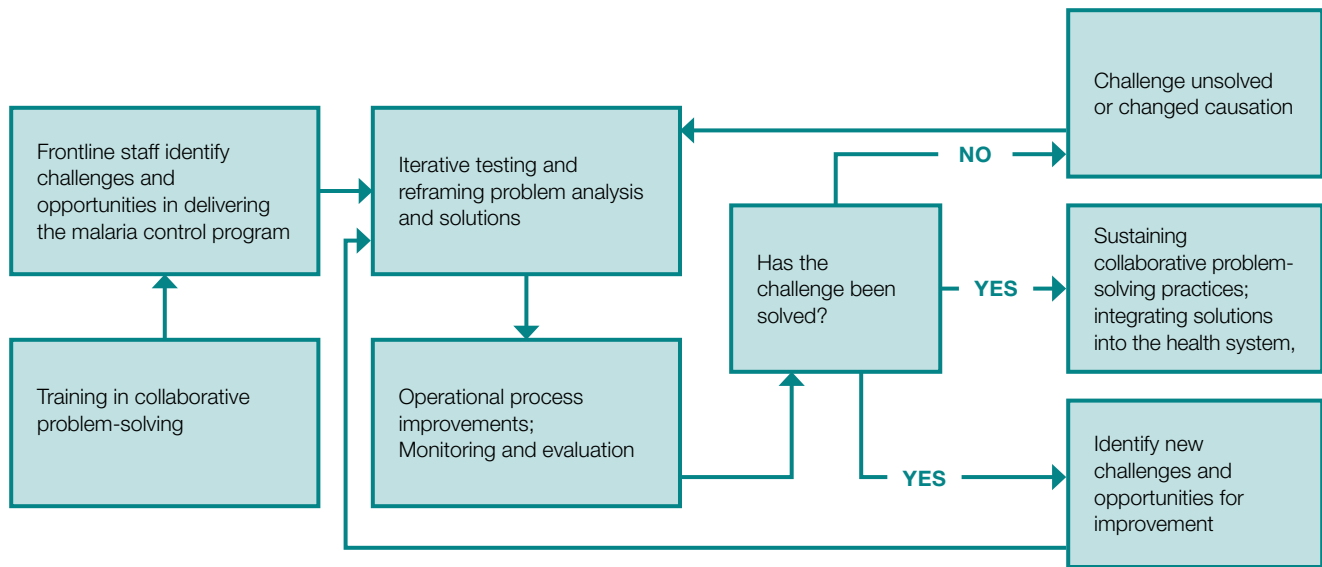 Frontline staff identify
challenges and
opportunities in delivering
the malaria control program
Training in collaborative
problem-solving
Iterative testing and
reframing problem analysis
and solutions
Operational process
improvements;
Monitoring and evaluation
Has the
challenge been
solved?
NO
YES
YES
Challenge unsolved
or changed causation
Sustaining
collaborative problem-
solving practices;
integrating solutions
into the health system,
Identify new
challenges and
opportunities for
improvement